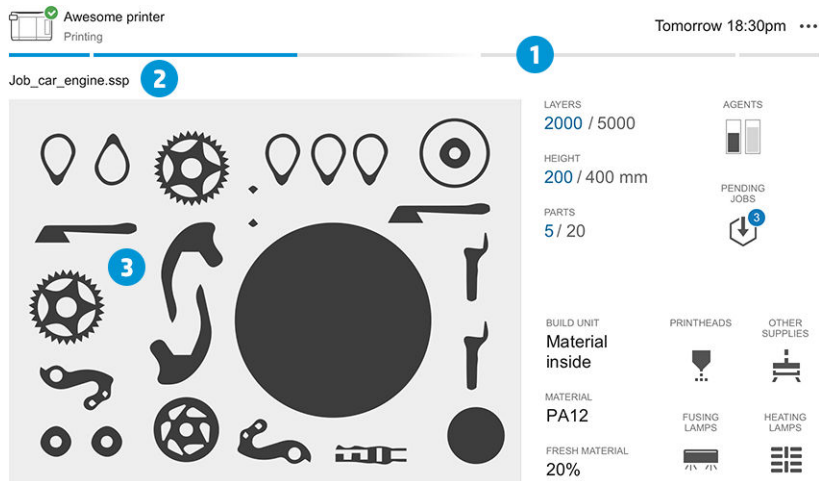 Awesome printer
Printing
Tomorrow 18:30pm
1
Job_car_engine.ssp
2
LAYERS
2000 / 5000
AGENTS
HEIGHT
200 / 400 mm
PENDING
JOBS
3
PARTS
5 / 20
3
BUILD UNIT
Material
inside
PRINTHEADS
OTHER
SUPPLIES
MATERIAL
PA12
FUSING
LAMPS
HEATING
LAMPS
FRESH MATERIAL
20%